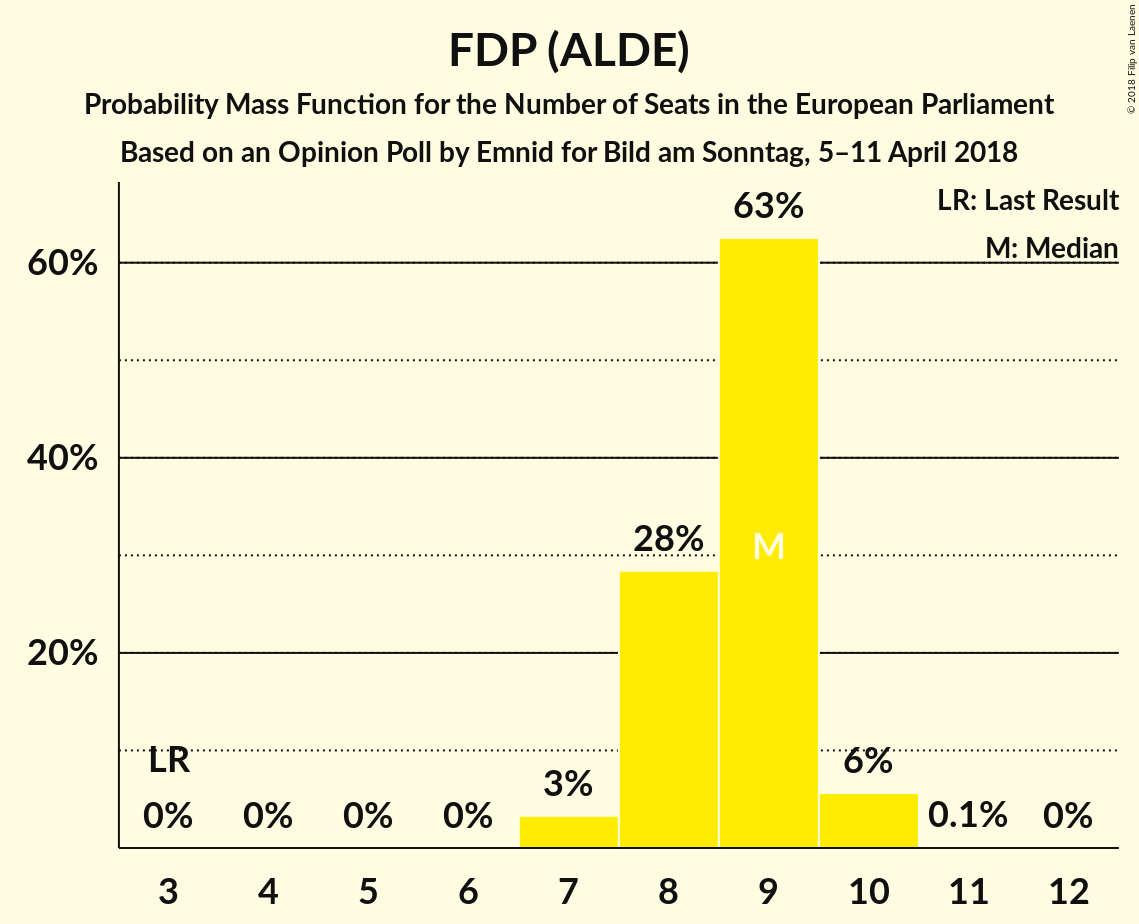 FDP (ALDE)
Probability Mass Function for the Number of Seats in the European Parliament
Based on an Opinion Poll by Emnid for Bild am Sonntag, 5–11 April 2018
© 2018 Filip van Laenen
LR: Last Result
M: Median
63%
60%
40%
28%
M
20%
LR
0%
0%
0%
0%
3%
6%
0.1%
0%
3
4
5
6
7
8
9
10
11
12